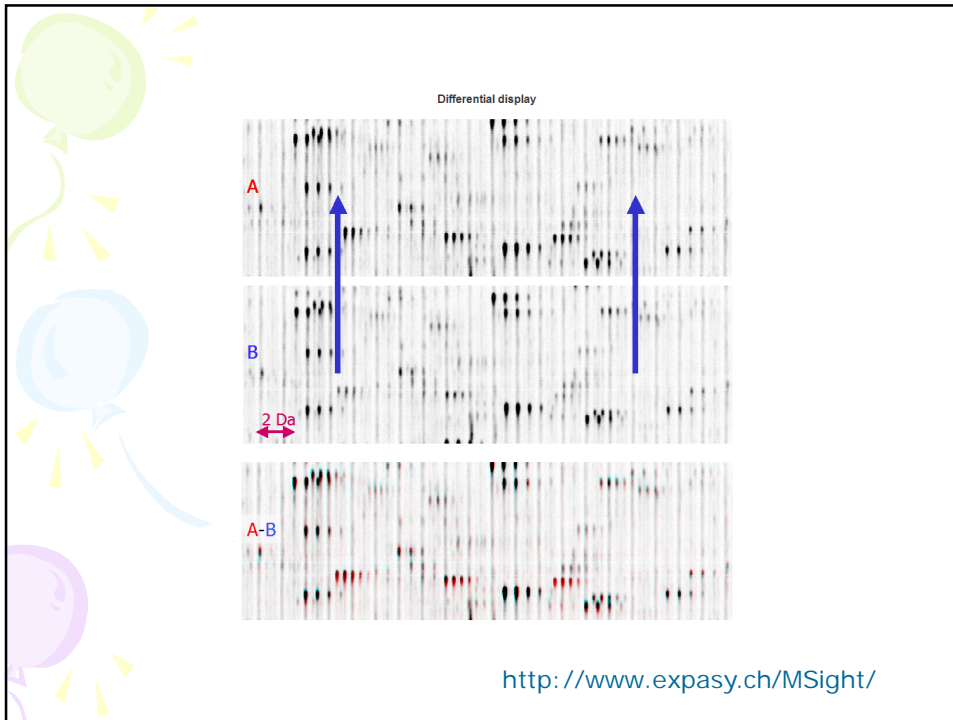 Differential display
A
B
2 Da
A-B
http://www.expasy.ch/MSight/